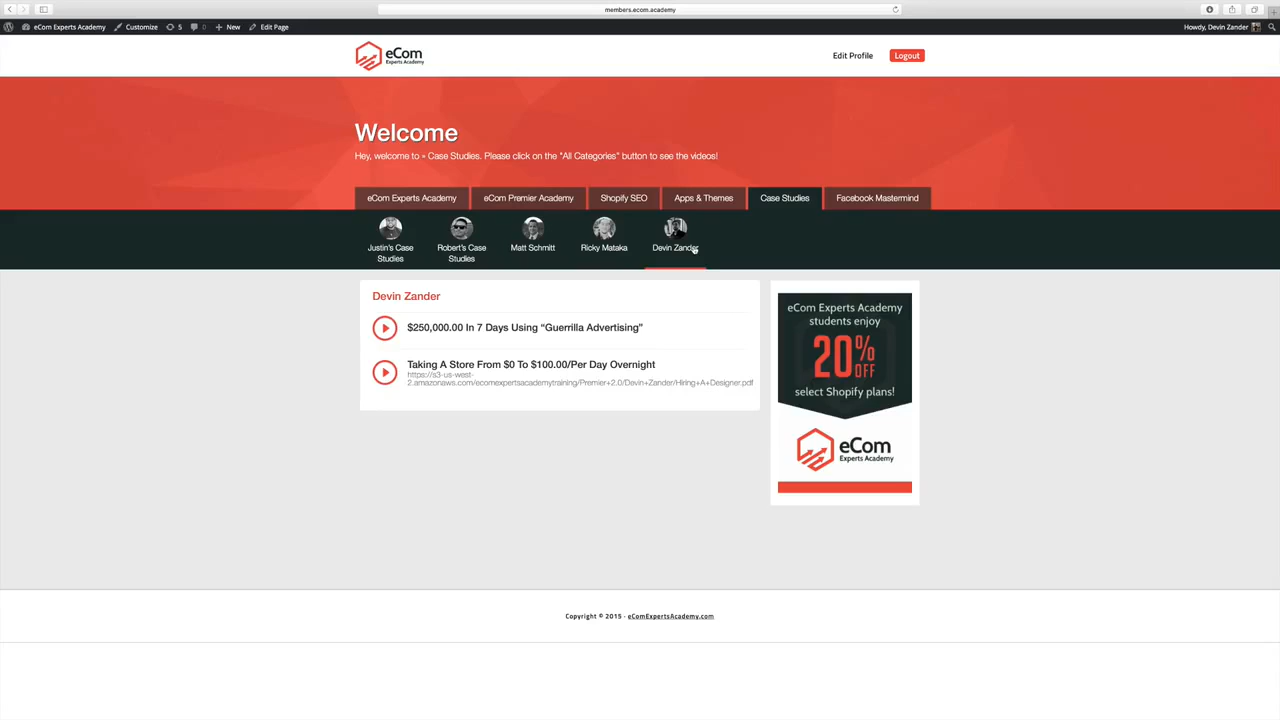 members.ecom.academy
eCom Experts Academy
Customize
5
0
New
Edit Page
Howdy, Devin Zander
eCom
Experts Academy
Edit Profile
Logout
Welcome
Hey, welcome to » Case Studies. Please click on the "All Categories" button to see the videos!
eCom Experts Academy
eCom Premier Academy
Shopify SEO
Apps & Themes
Case Studies
Facebook Mastermind
Justin's Case
Studies
Robert's Case
Studies
Matt Schmitt
Ricky Mataka
Devin Zander
Devin Zander
$250,000.00 In 7 Days Using “Guerrilla Advertising”
Taking A Store From $0 To $100.00/Per Day Overnight
https://s3-us-west-
2.amazonaws.com/ecomexpertsacademytraining/Premier+2.0/Devin+Zander/Hiring+A+Designer.pdf
eCom Experts Academy
students enjoy
20% OFF
select Shopify plans!
eCom
Experts Academy
Copyright © 2015 - eComExpertsAcademy.com